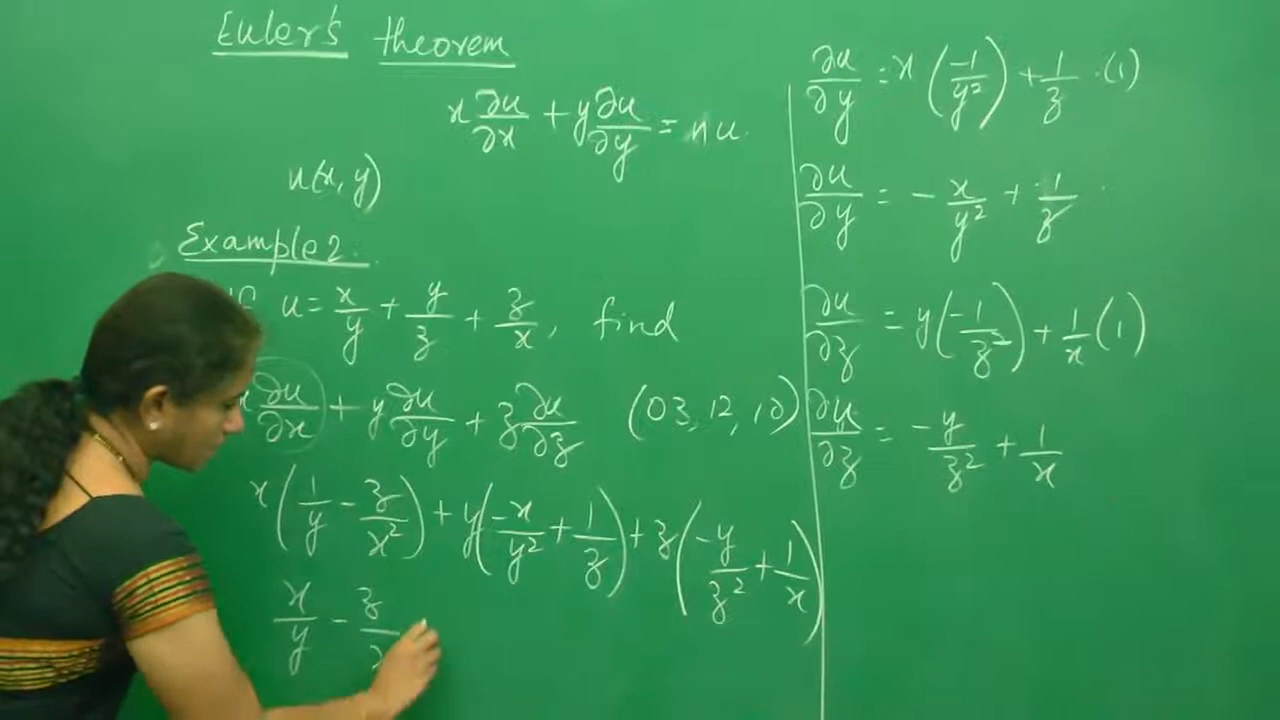 Euler's theorem
x ∂u/∂x + y ∂u/∂y = nu.
u(x, y)
Example 2.
u = x/y + y/z + z/x, find
x ∂u/∂x + y ∂u/∂y + z ∂u/∂z (03, 12, 15)
x(1/y − z/x²) + y(−x/y² + 1/z) + z(−y/z² + 1/x)
x/y − z/
∂u/∂y = x(−1/y²) + 1/z · (1)
∂u/∂y = −x/y² + 1/z
∂u/∂z = y(−1/z²) + 1/x (1)
∂u/∂z = −y/z² + 1/x